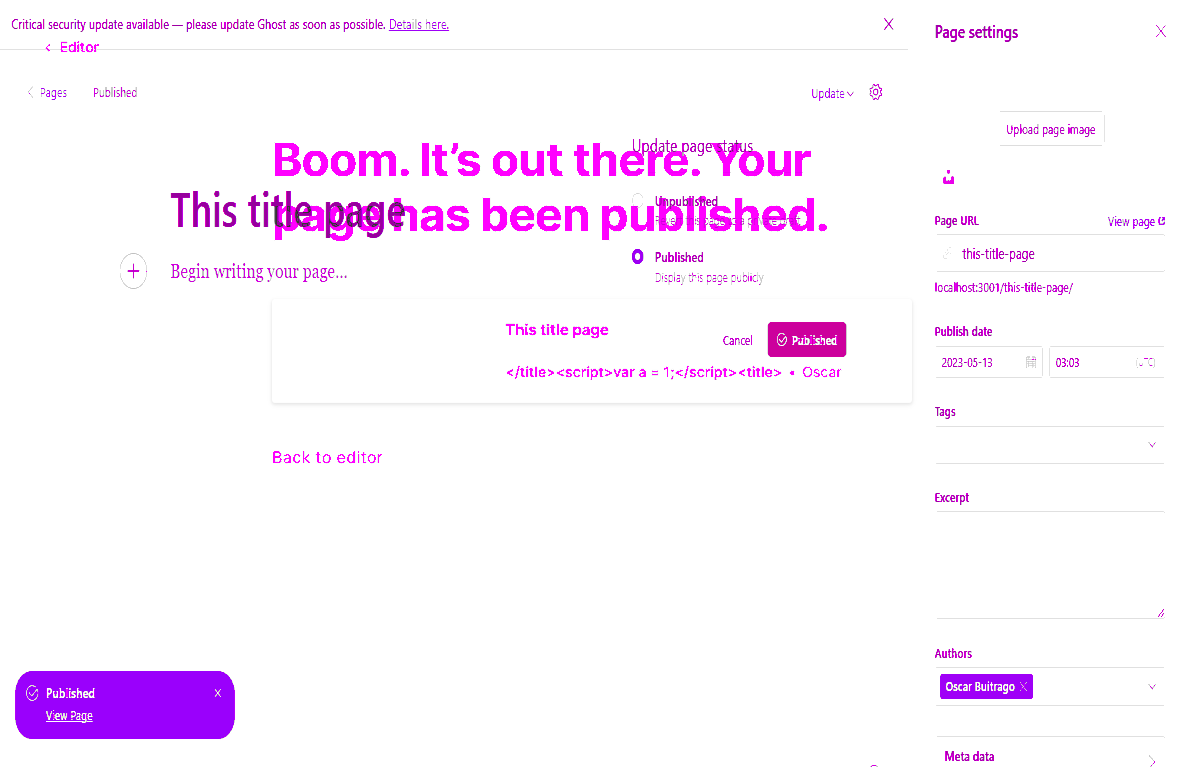 Critical security update available — please update Ghost as soon as possible. Details here.
Editor
Pages
Published
Update
Boom. It's out there. Your
page has been published.
This title page
Begin writing your page...
Update page status
Unpublished
Published
Display this page publicly
This title page
Cancel
Published
</title><script>var a = 1;</script><title> • Oscar
Back to editor
Published
View Page
Page settings
Upload page image
Page URL
View page
this-title-page
localhost:3001/this-title-page/
Publish date
2023-05-13
03:03
(UTC)
Tags
Excerpt
Authors
Oscar Buitrago
Meta data